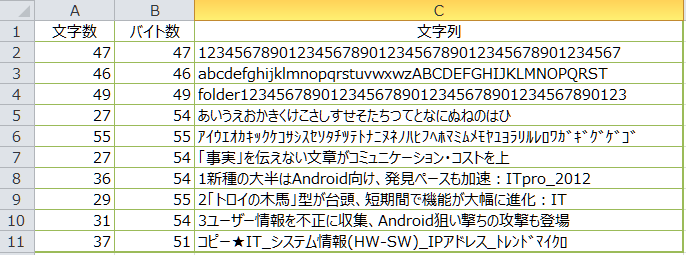 A B C
1 文字数 バイト数 文字列
2 47 47 12345678901234567890123456789012345678901234567
3 46 46 abcdefghijklmnopqrstuvwxwzABCDEFGHIJKLMNOPQRST
4 49 49 folder1234567890123456789012345678901234567890123
5 27 54 あいうえおかきくけこさしすせそたちつてとなにぬねのはひ
6 55 55 ｱｲｳｴｵｶｷｯｸｹｺｻｼｽｾｿﾀﾁﾂﾃﾄﾅﾆﾇﾈﾉﾊﾋﾌﾍﾎﾏﾐﾑﾒﾓﾔﾕﾖﾗﾘﾙﾚﾛﾜｶﾞｷﾞｸﾞｹﾞｺﾞ
7 27 54 「事実」を伝えない文章がコミュニケーション・コストを上
8 36 54 1新種の大半はAndroid向け、発見ペースも加速：ITpro_2012
9 29 55 2「トロイの木馬」型が台頭、短期間で機能が大幅に進化：IT
10 31 54 3ユーザー情報を不正に収集、Android狙い撃ちの攻撃も登場
11 37 51 コピー★IT_システム情報(HW-SW)_IPアドレス_ﾄﾚﾝﾄﾞﾏｲｸﾛ